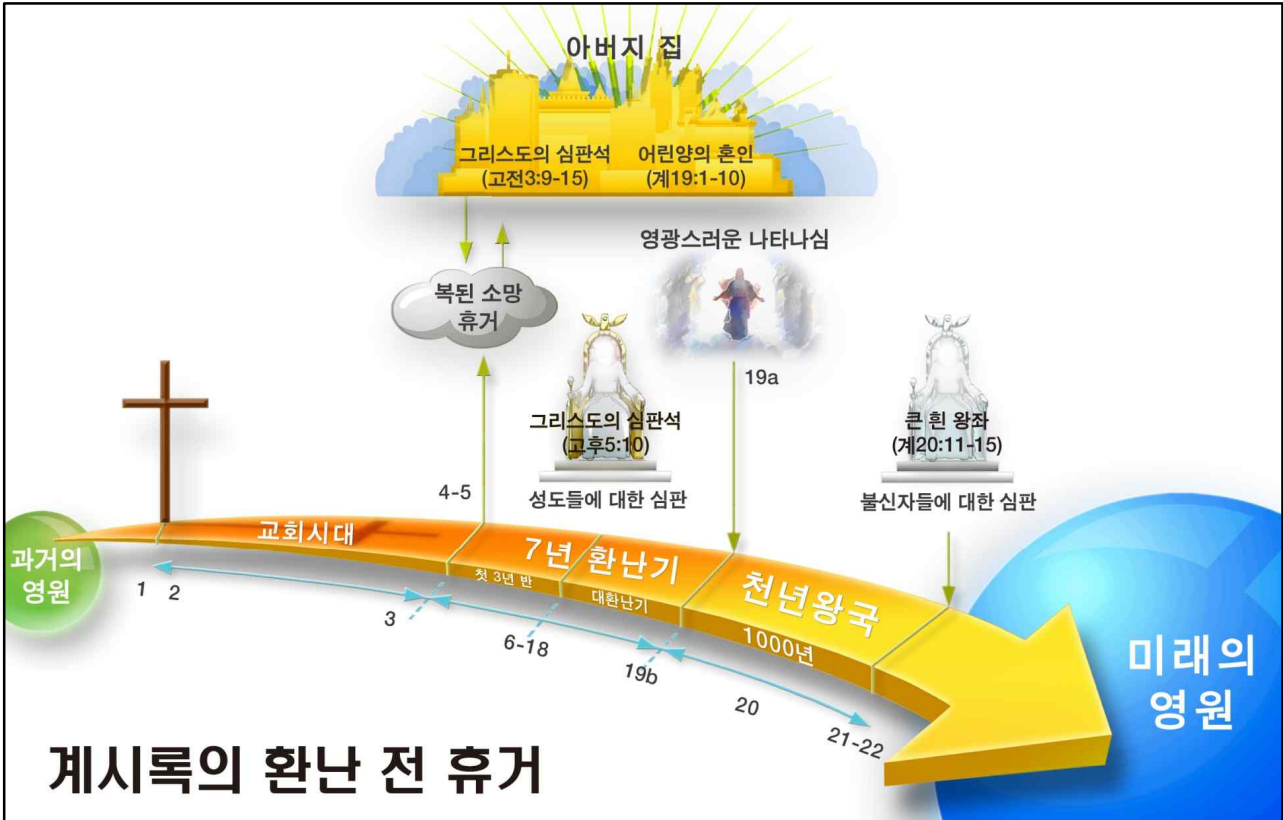 아버지 집
그리스도의 심판석
(고전3:9-15)
어린양의 혼인
(계19:1-10)
영광스러운 나타나심
복된 소망
휴거
19a
그리스도의 심판석
(고후5:10)
성도들에 대한 심판
큰 흰 왕좌
(계20:11-15)
불신자들에 대한 심판
4-5
과거의
영원
교회시대
7년 환난기
첫 3년 반
대환난기
천년왕국
1000년
미래의
영원
1
2
3
6-18
19b
20
21-22
계시록의 환난 전 휴거